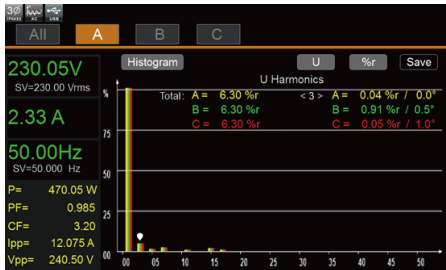 3Ø AC USB
All A B C
230.05V
SV=230.00 Vrms
2.33 A
50.00Hz
SV=50.000 Hz
P= 470.05 W
PF= 0.985
CF= 3.20
Ipp= 12.075 A
Vpp= 240.50 V
Histogram U %r Save
U Harmonics
% Total: A = 6.30 %r < 3 > A = 0.04 %r / 0.0°
B = 6.30 %r B = 0.91 %r / 0.5°
C = 6.30 %r C = 0.05 %r / 1.0°
75
50
25
00
00 05 10 15 20 25 30 35 40 45 50